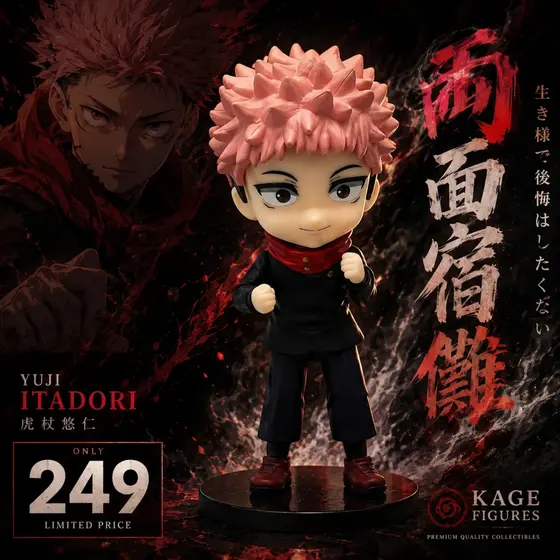 両面宿儺
生き様で後悔はしたくない
YUJI
ITADORI
虎杖悠仁
ONLY
249
LIMITED PRICE
KAGE
FIGURES
PREMIUM QUALITY COLLECTIBLES